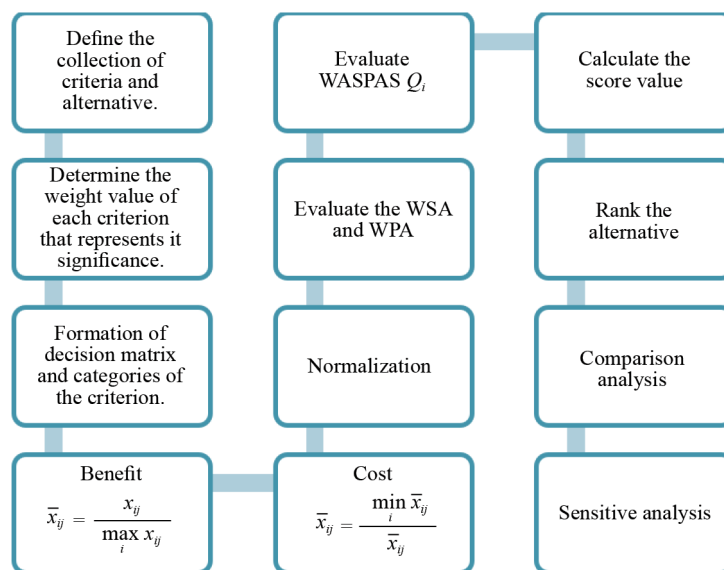 Define the
collection of
criteria and
alternative.
Determine the
weight value of
each criterion
that represents it
significance.
Formation of
decision matrix
and categories of
the criterion.
Benefit
x̄ᵢⱼ = xᵢⱼ / max_i xᵢⱼ
Cost
x̄ᵢⱼ = min_i x̄ᵢⱼ / x̄ᵢⱼ
Normalization
Evaluate the WSA
and WPA
Evaluate
WASPAS Qᵢ
Calculate the
score value
Rank the
alternative
Comparison
analysis
Sensitive analysis